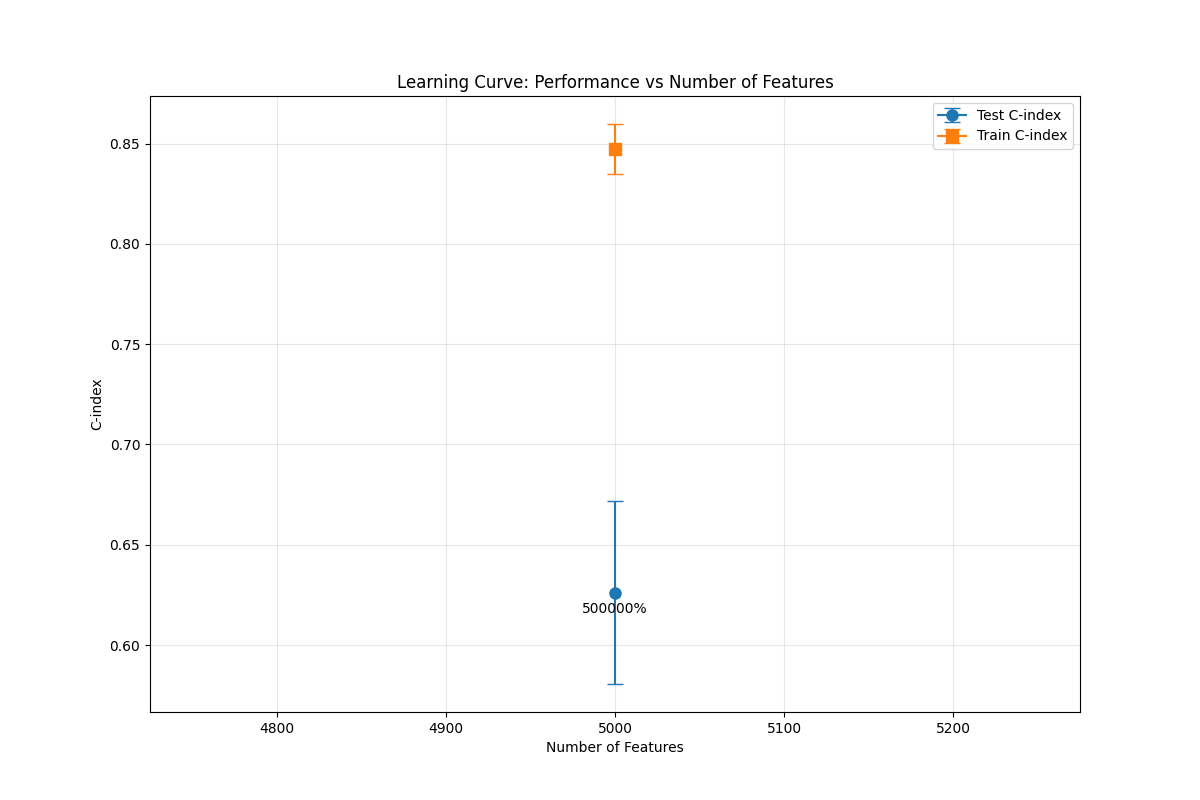 Learning Curve: Performance vs Number of Features
Test C-index
Train C-index
0.85
0.80
0.75
0.70
0.65
0.60
C-index
500000%
4800
4900
5000
5100
5200
Number of Features